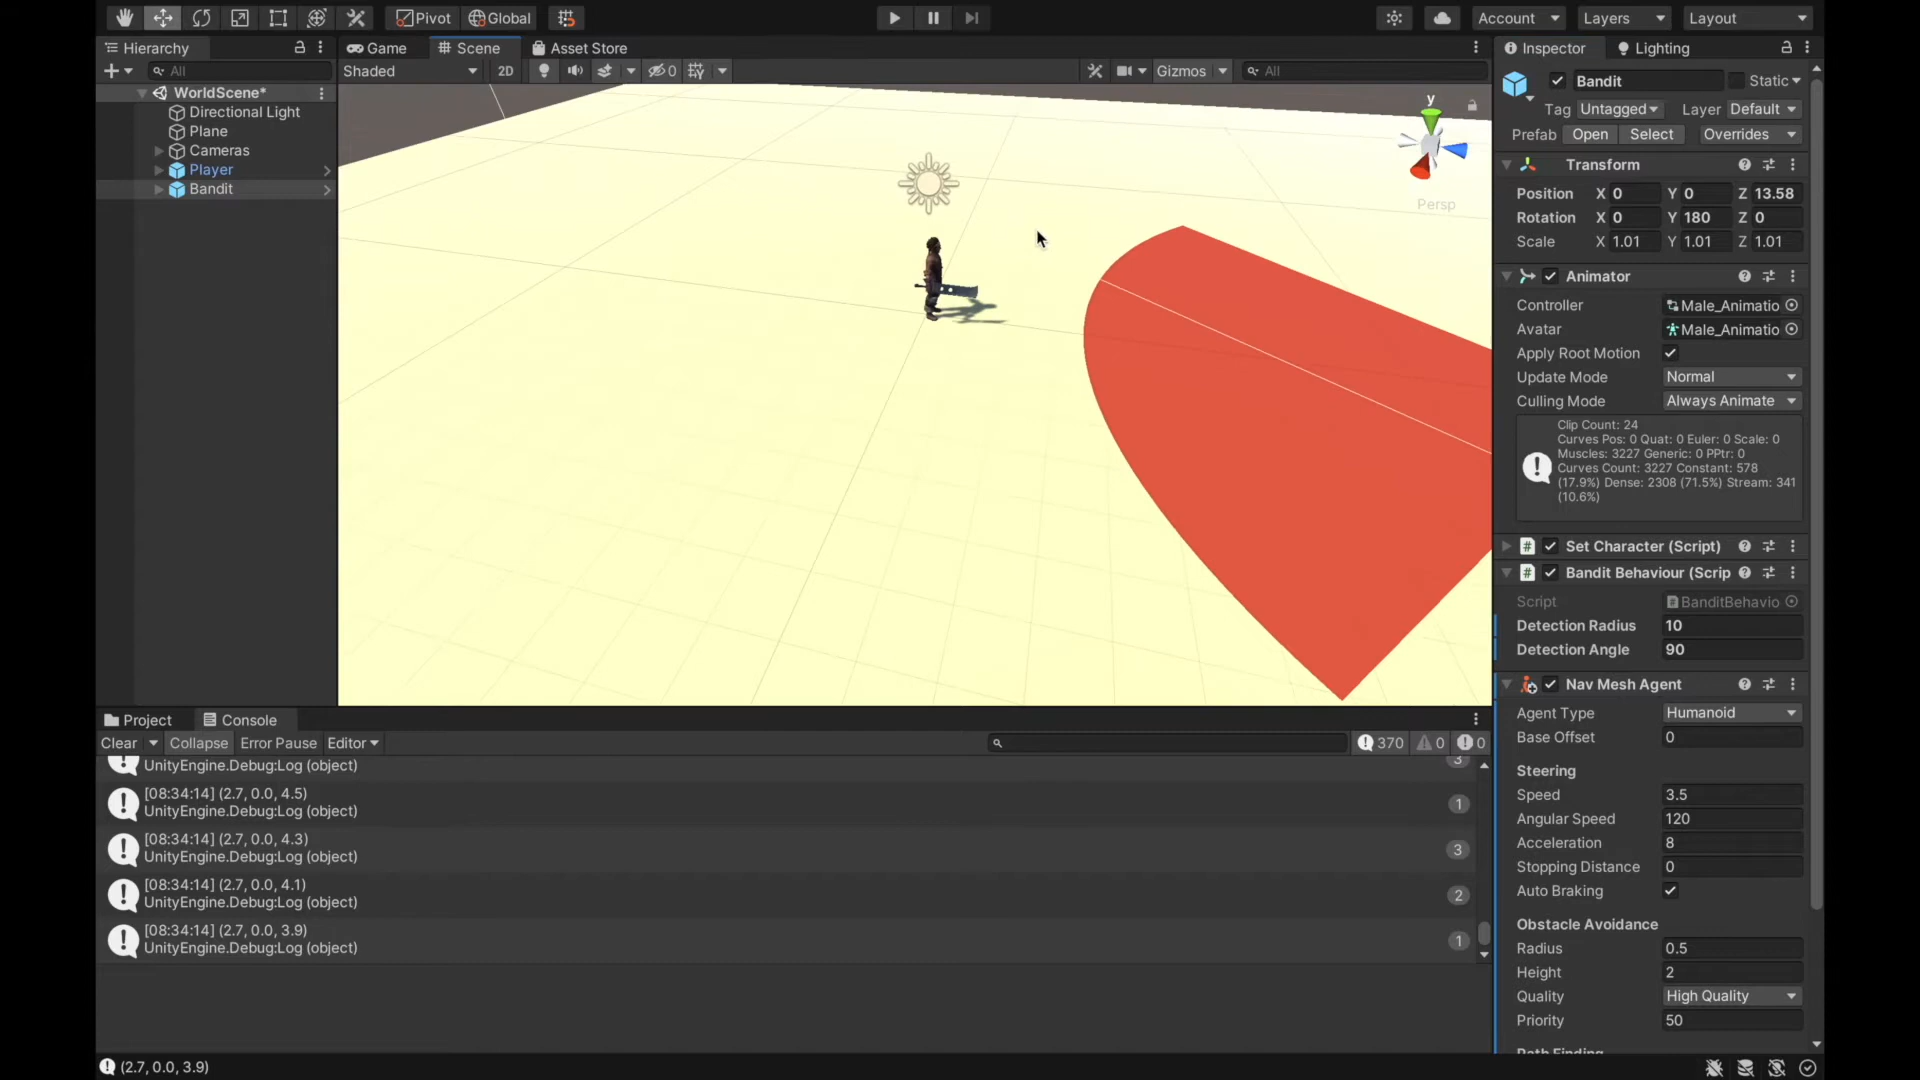 Pivot
Global
Account
Layers
Layout
Hierarchy
All
WorldScene*
Directional Light
Plane
Cameras
Player
Bandit
Game
Scene
Asset Store
Shaded
2D
0
Gizmos
All
y
Persp
Inspector
Lighting
Bandit
Static
Tag Untagged
Layer Default
Prefab Open Select Overrides
Transform
Position X 0 Y 0 Z 13.58
Rotation X 0 Y 180 Z 0
Scale X 1.01 Y 1.01 Z 1.01
Animator
Controller Male_Animatio
Avatar Male_Animatio
Apply Root Motion
Update Mode Normal
Culling Mode Always Animate
Clip Count: 24
Curves Pos: 0 Quat: 0 Euler: 0 Scale: 0
Muscles: 3227 Generic: 0 PPtr: 0
Curves Count: 3227 Constant: 578
(17.9%) Dense: 2308 (71.5%) Stream: 341
(10.6%)
# Set Character (Script)
# Bandit Behaviour (Scrip
Script BanditBehavio
Detection Radius 10
Detection Angle 90
Nav Mesh Agent
Agent Type Humanoid
Base Offset 0
Steering
Speed 3.5
Angular Speed 120
Acceleration 8
Stopping Distance 0
Auto Braking
Obstacle Avoidance
Radius 0.5
Height 2
Quality High Quality
Priority 50
Project
Console
Clear Collapse Error Pause Editor
370 0 0
UnityEngine.Debug:Log (object)
3
[08:34:14] (2.7, 0.0, 4.5)
UnityEngine.Debug:Log (object)
1
[08:34:14] (2.7, 0.0, 4.3)
UnityEngine.Debug:Log (object)
3
[08:34:14] (2.7, 0.0, 4.1)
UnityEngine.Debug:Log (object)
2
[08:34:14] (2.7, 0.0, 3.9)
UnityEngine.Debug:Log (object)
1
(2.7, 0.0, 3.9)